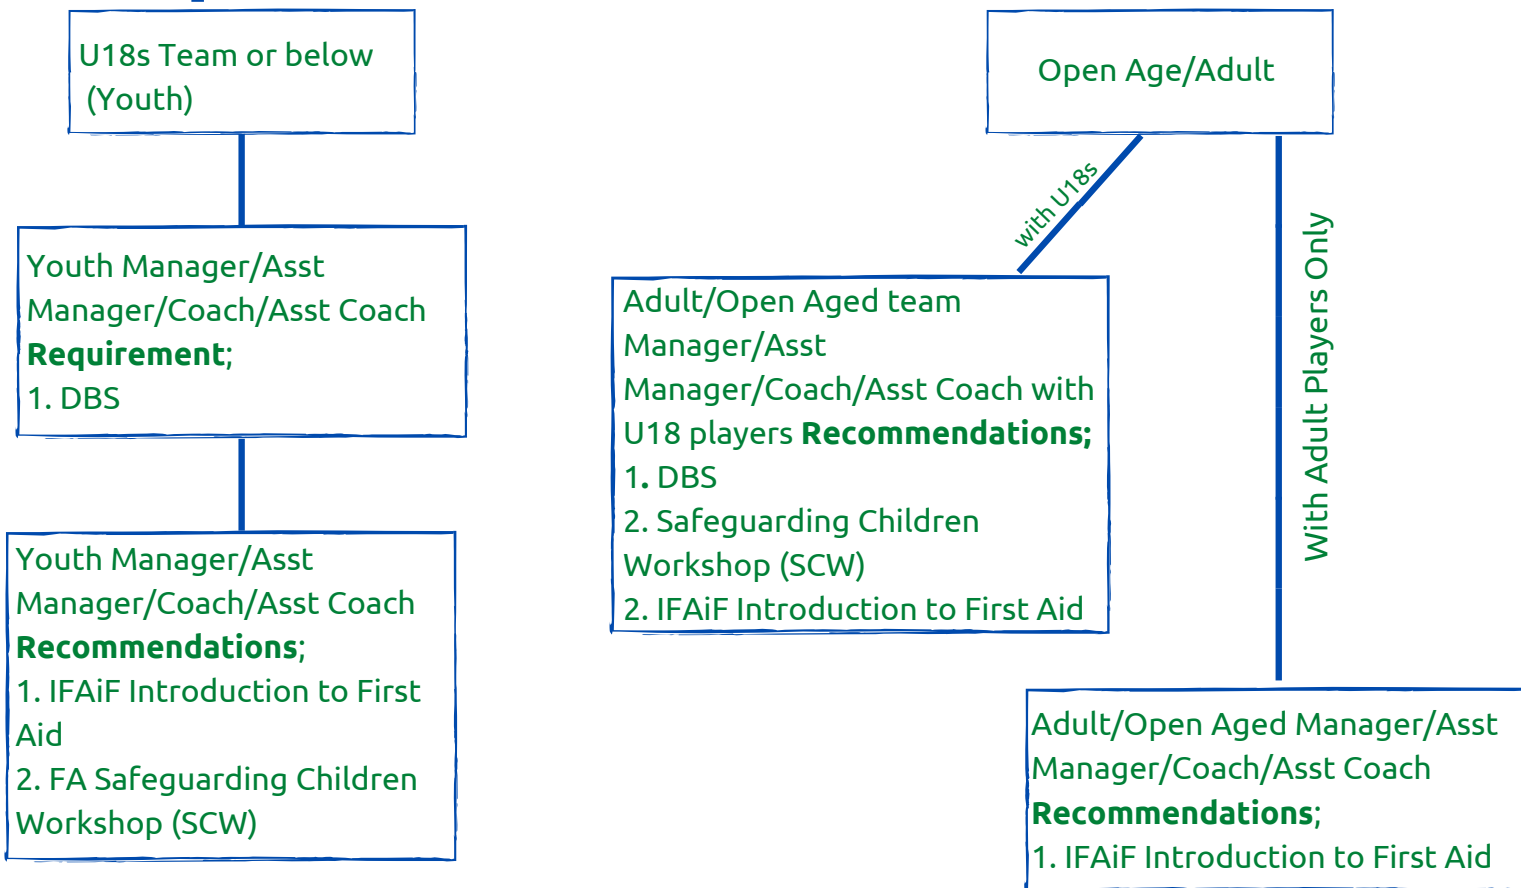 U18s Team or below
(Youth)
Youth Manager/Asst
Manager/Coach/Asst Coach
Requirement;
1. DBS
Youth Manager/Asst
Manager/Coach/Asst Coach
Recommendations;
1. IFAiF Introduction to First
Aid
2. FA Safeguarding Children
Workshop (SCW)
Open Age/Adult
with U18s
With Adult Players Only
Adult/Open Aged team
Manager/Asst
Manager/Coach/Asst Coach with
U18 players Recommendations;
1. DBS
2. Safeguarding Children
Workshop (SCW)
2. IFAiF Introduction to First Aid
Adult/Open Aged Manager/Asst
Manager/Coach/Asst Coach
Recommendations;
1. IFAiF Introduction to First Aid